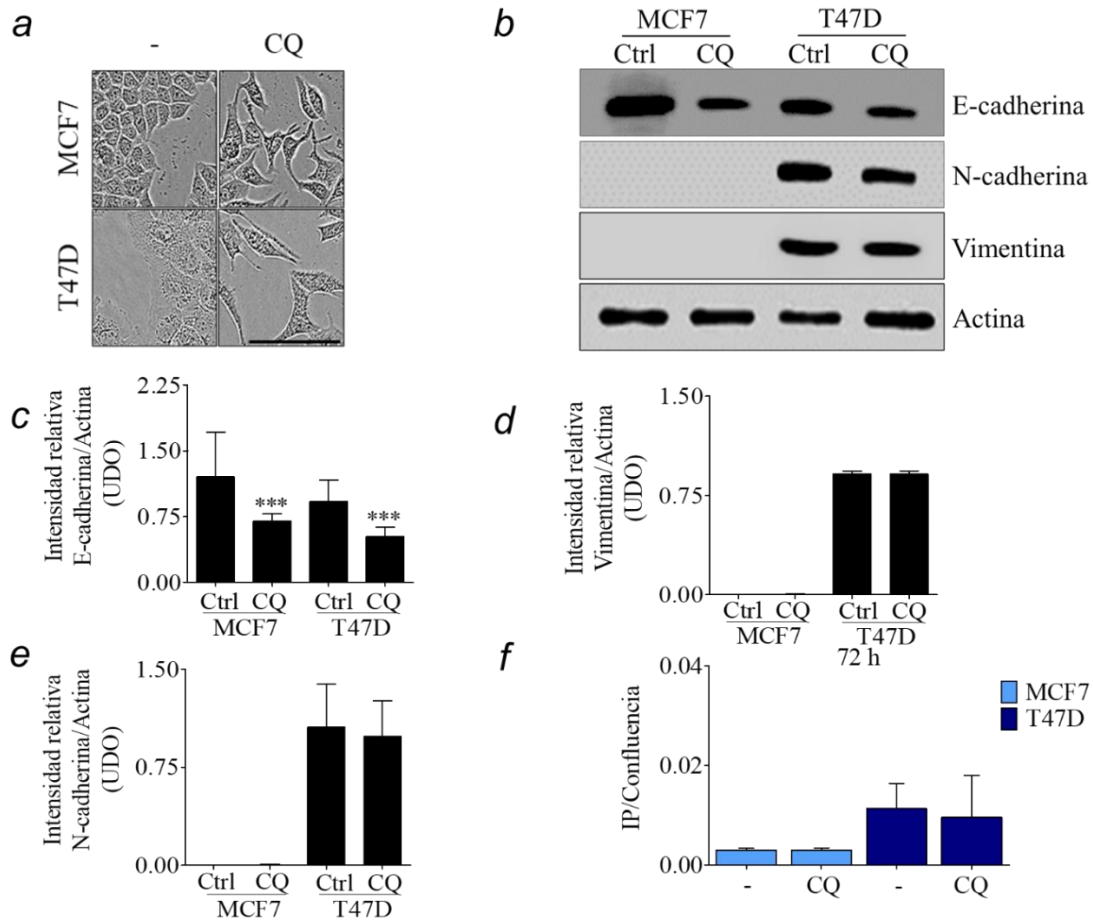 a
- CQ
MCF7
T47D
b
MCF7 T47D
Ctrl CQ Ctrl CQ
E-cadherina
N-cadherina
Vimentina
Actina
c
Intensidad relativa
E-cadherina/Actina
(UDO)
2.25
1.50
0.75
0.00
*** ***
Ctrl CQ Ctrl CQ
MCF7 T47D
d
Intensidad relativa
Vimentina/Actina
(UDO)
1.50
0.75
0.00
Ctrl CQ Ctrl CQ
MCF7 T47D
e
Intensidad relativa
N-cadherina/Actina
(UDO)
1.50
0.75
0.00
Ctrl CQ Ctrl CQ
MCF7 T47D
f
72 h
IP/Confluencia
0.04
0.02
0.00
- CQ - CQ
MCF7
T47D